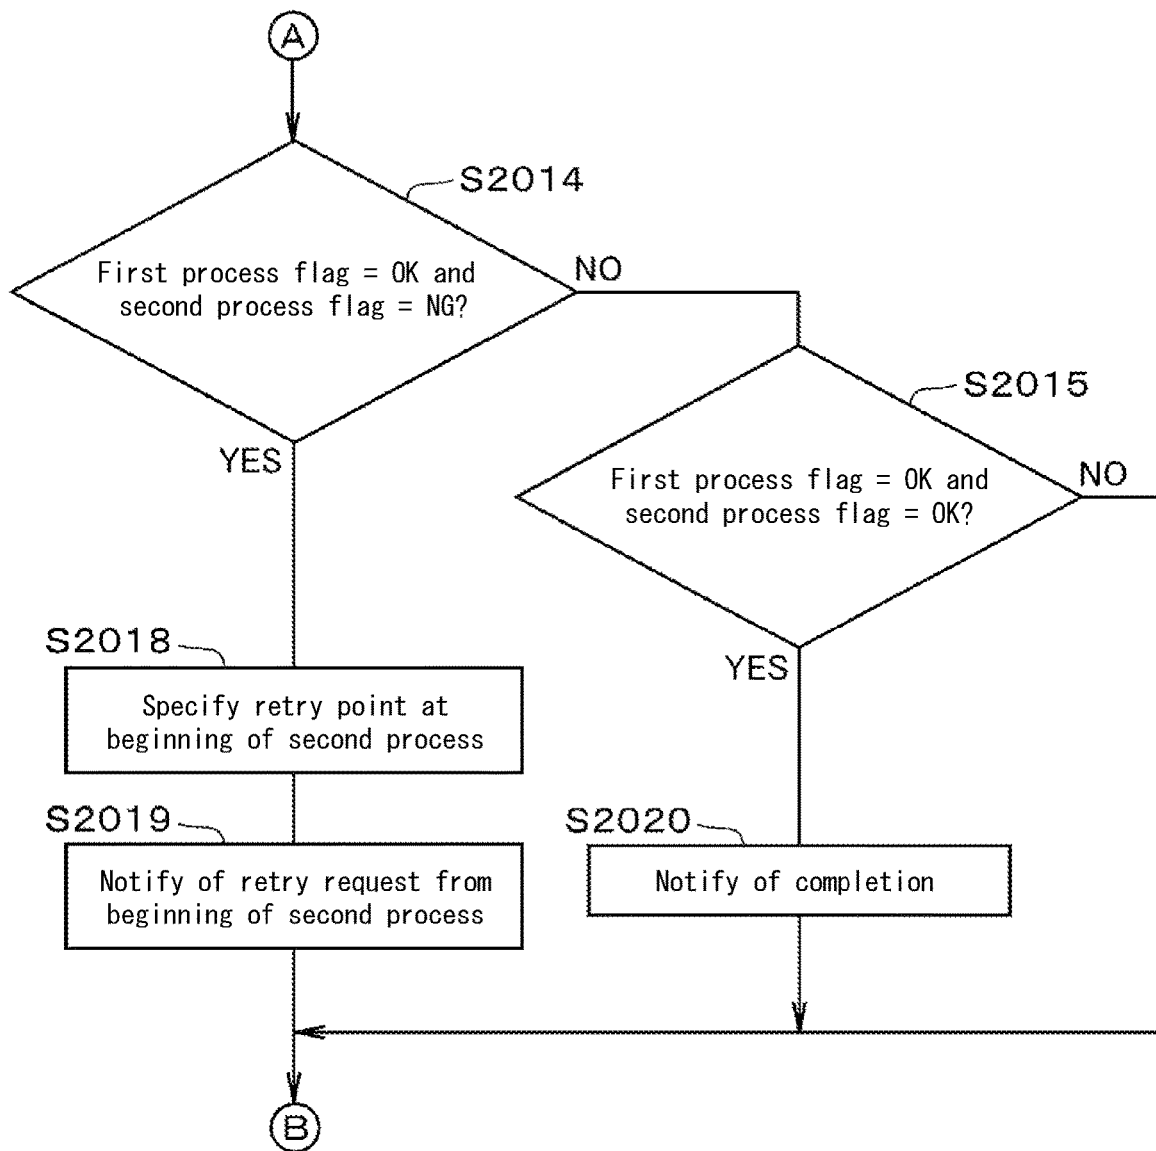 A
S2014
First process flag = OK and
second process flag = NG?
NO
YES
S2015
First process flag = OK and
second process flag = OK?
NO
YES
S2018
Specify retry point at
beginning of second process
S2019
Notify of retry request from
beginning of second process
S2020
Notify of completion
B